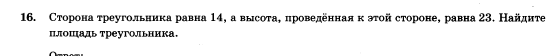 16. Сторона треугольника равна 14, а высота, проведённая к этой стороне, равна 23. Найдите
площадь треугольника.